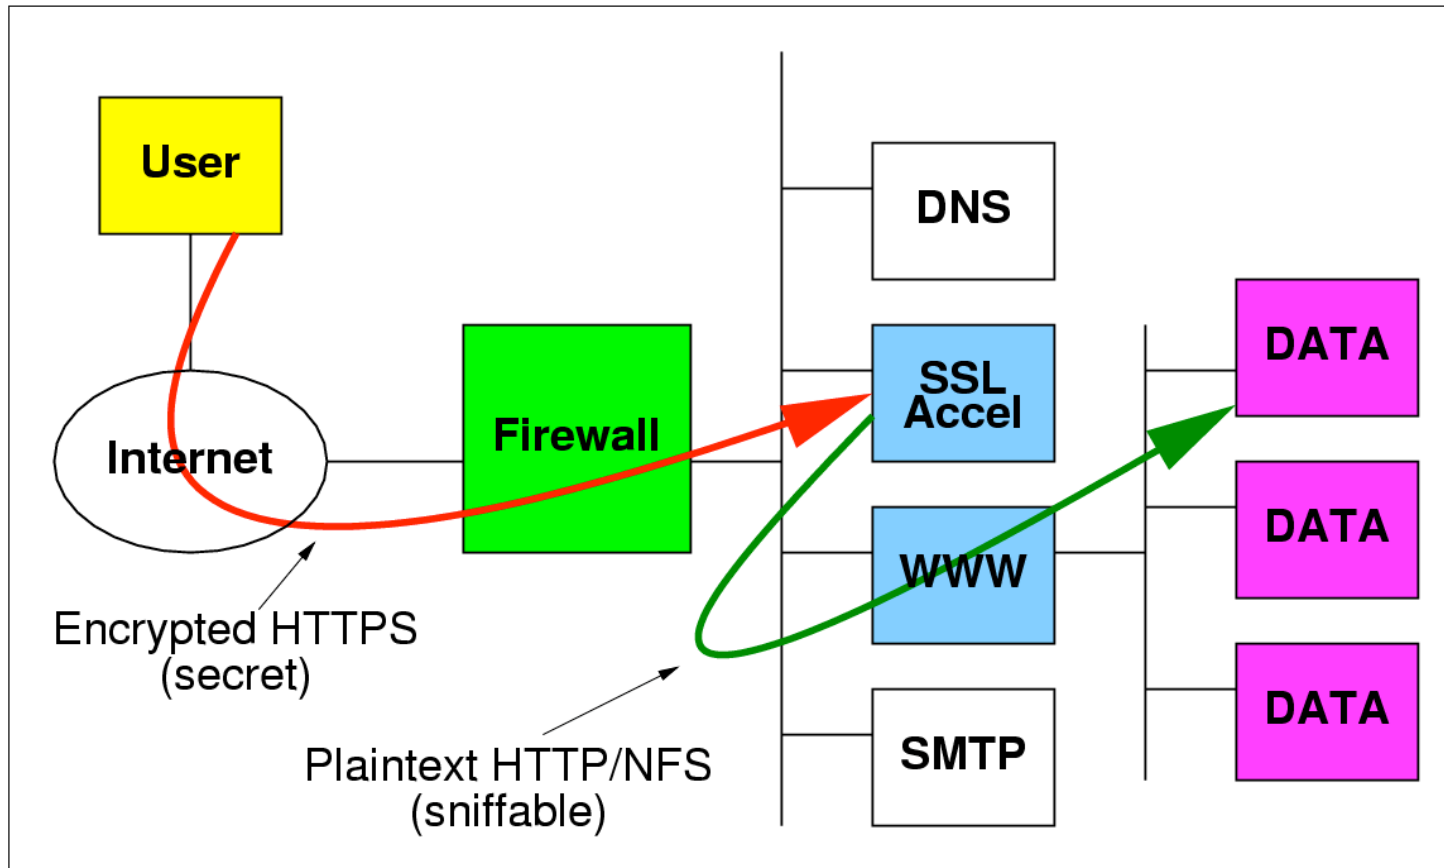 User
DNS
SSL
Accel
DATA
Firewall
Internet
WWW
DATA
Encrypted HTTPS
(secret)
DATA
SMTP
Plaintext HTTP/NFS
(sniffable)